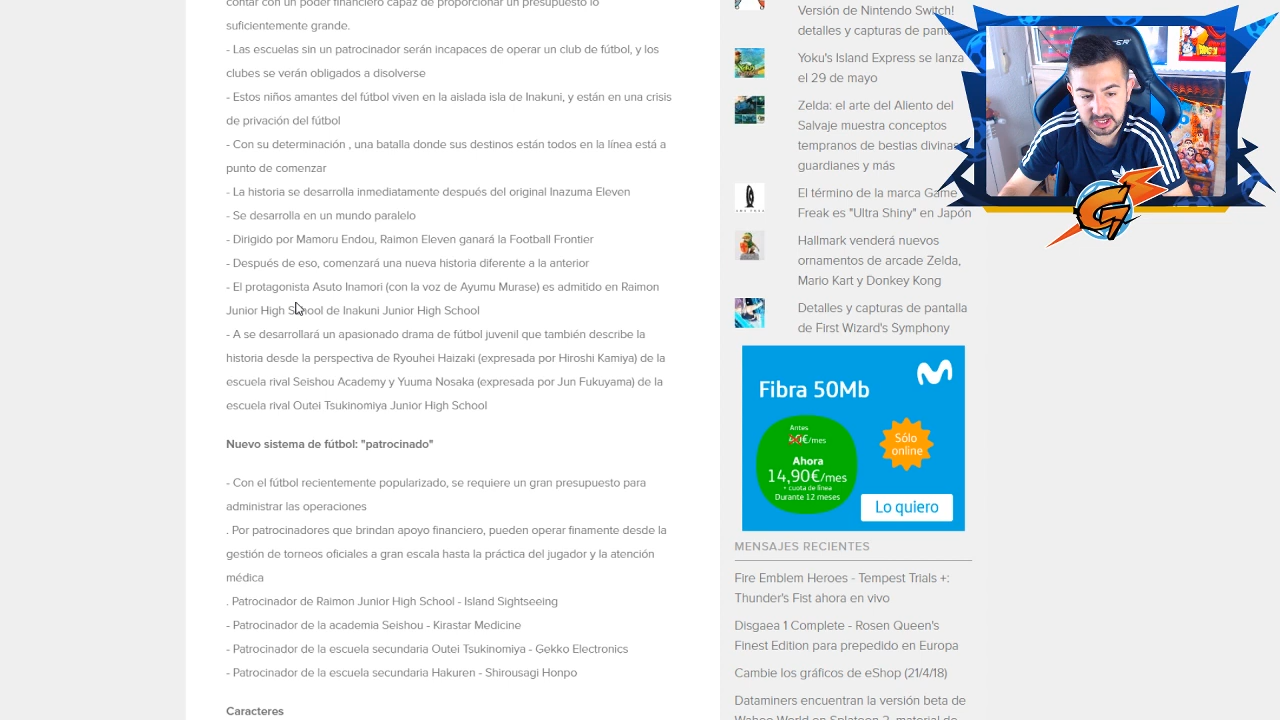 contar con un poder financiero capaz de proporcionar un presupuesto lo
suficientemente grande.
- Las escuelas sin un patrocinador serán incapaces de operar un club de fútbol, y los
clubes se verán obligados a disolverse
- Estos niños amantes del fútbol viven en la aislada isla de Inakuni, y están en una crisis
de privación del fútbol
- Con su determinación , una batalla donde sus destinos están todos en la línea está a
punto de comenzar
- La historia se desarrolla inmediatamente después del original Inazuma Eleven
- Se desarrolla en un mundo paralelo
- Dirigido por Mamoru Endou, Raimon Eleven ganará la Football Frontier
- Después de eso, comenzará una nueva historia diferente a la anterior
- El protagonista Asuto Inamori (con la voz de Ayumu Murase) es admitido en Raimon
Junior High School de Inakuni Junior High School
- A se desarrollará un apasionado drama de fútbol juvenil que también describe la
historia desde la perspectiva de Ryouhei Haizaki (expresada por Hiroshi Kamiya) de la
escuela rival Seishou Academy y Yuuma Nosaka (expresada por Jun Fukuyama) de la
escuela rival Outei Tsukinomiya Junior High School
Nuevo sistema de fútbol: "patrocinado"
- Con el fútbol recientemente popularizado, se requiere un gran presupuesto para
administrar las operaciones
. Por patrocinadores que brindan apoyo financiero, pueden operar finamente desde la
gestión de torneos oficiales a gran escala hasta la práctica del jugador y la atención
médica
. Patrocinador de Raimon Junior High School - Island Sightseeing
- Patrocinador de la academia Seishou - Kirastar Medicine
- Patrocinador de la escuela secundaria Outei Tsukinomiya - Gekko Electronics
- Patrocinador de la escuela secundaria Hakuren - Shirousagi Honpo
Caracteres
Versión de Nintendo Switch!
detalles y capturas de
Yoku's Island Express se lanza
el 29 de mayo
Zelda: el arte del Aliento del
Salvaje muestra conceptos
tempranos de bestias divinas
guardianes y más
El término de la marca Game
Freak es "Ultra Shiny" en Japón
Hallmark venderá nuevos
ornamentos de arcade Zelda,
Mario Kart y Donkey Kong
Detalles y capturas de pantalla
de First Wizard's Symphony
Fibra 50Mb
Antes
€/mes
Ahora
14,90€/mes
+ cuota de línea
Durante 12 meses
Sólo
online
Lo quiero
MENSAJES RECIENTES
Fire Emblem Heroes - Tempest Trials +:
Thunder's Fist ahora en vivo
Disgaea 1 Complete - Rosen Queen's
Finest Edition para prepedido en Europa
Cambie los gráficos de eShop (21/4/18)
Dataminers encuentran la versión beta de
Wahoo World en Splatoon 2, material de